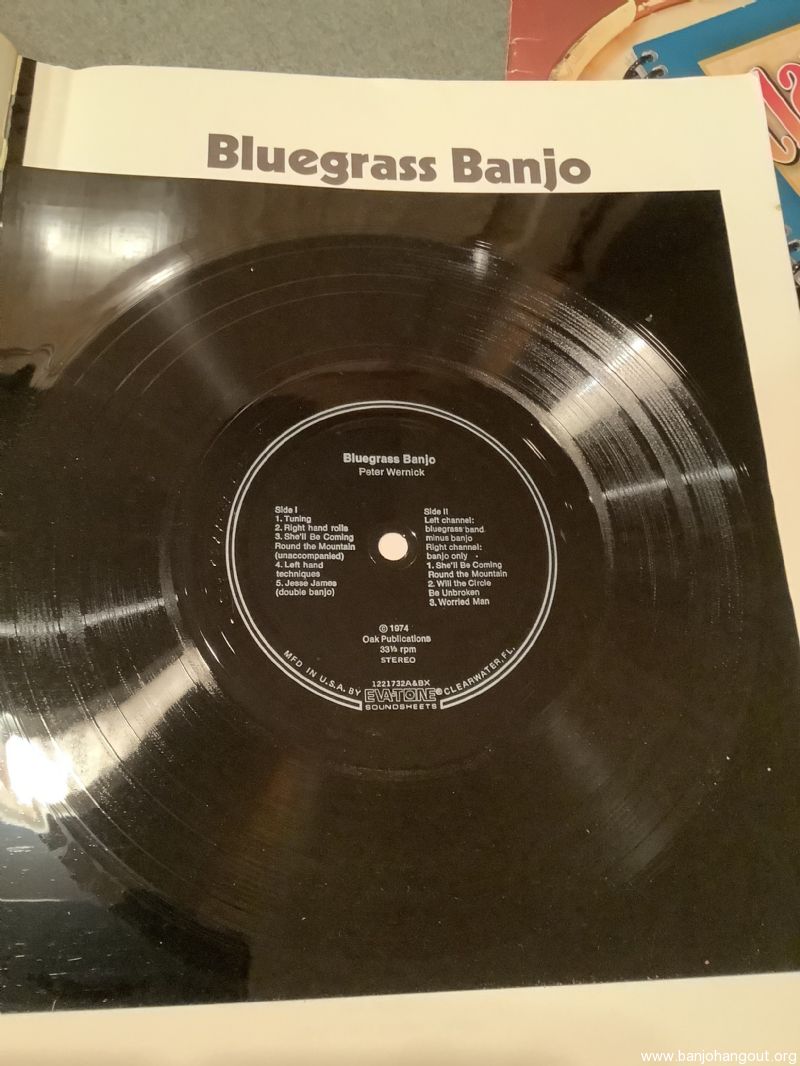 Bluegrass Banjo
Bluegrass Banjo
Peter Wernick
Side I
1. Tuning
2. Right hand rolls
3. She'll Be Coming
Round the Mountain
(unaccompanied)
4. Left hand
techniques
5. Jesse James
(double banjo)
Side II
Left channel:
bluegrass band
minus banjo
Right channel:
banjo only
1. She'll Be Coming
Round the Mountain
2. Will the Circle
Be Unbroken
3. Worried Man
© 1974
Oak Publications
33⅓ rpm
STEREO
1221732A&BX
MFD IN U.S.A. BY EVA-TONE® CLEARWATER, FL.
SOUNDSHEETS
www.banjohangout.org